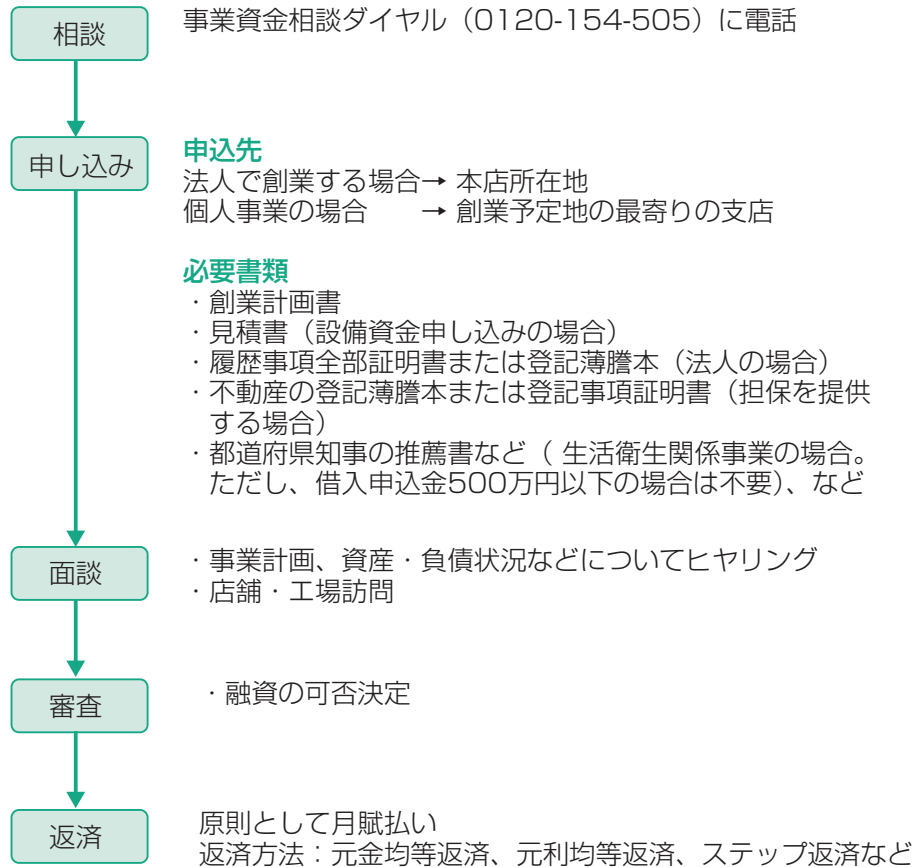 相談
事業資金相談ダイヤル（0120-154-505）に電話
申し込み
申込先
法人で創業する場合→ 本店所在地
個人事業の場合　　→ 創業予定地の最寄りの支店
必要書類
・創業計画書
・見積書（設備資金申し込みの場合）
・履歴事項全部証明書または登記薄謄本（法人の場合）
・不動産の登記薄謄本または登記事項証明書（担保を提供
する場合）
・都道府県知事の推薦書など（ 生活衛生関係事業の場合。
ただし、借入申込金500万円以下の場合は不要）、など
面談
・事業計画、資産・負債状況などについてヒヤリング
・店舗・工場訪問
審査
・融資の可否決定
返済
原則として月賦払い
返済方法：元金均等返済、元利均等返済、ステップ返済など